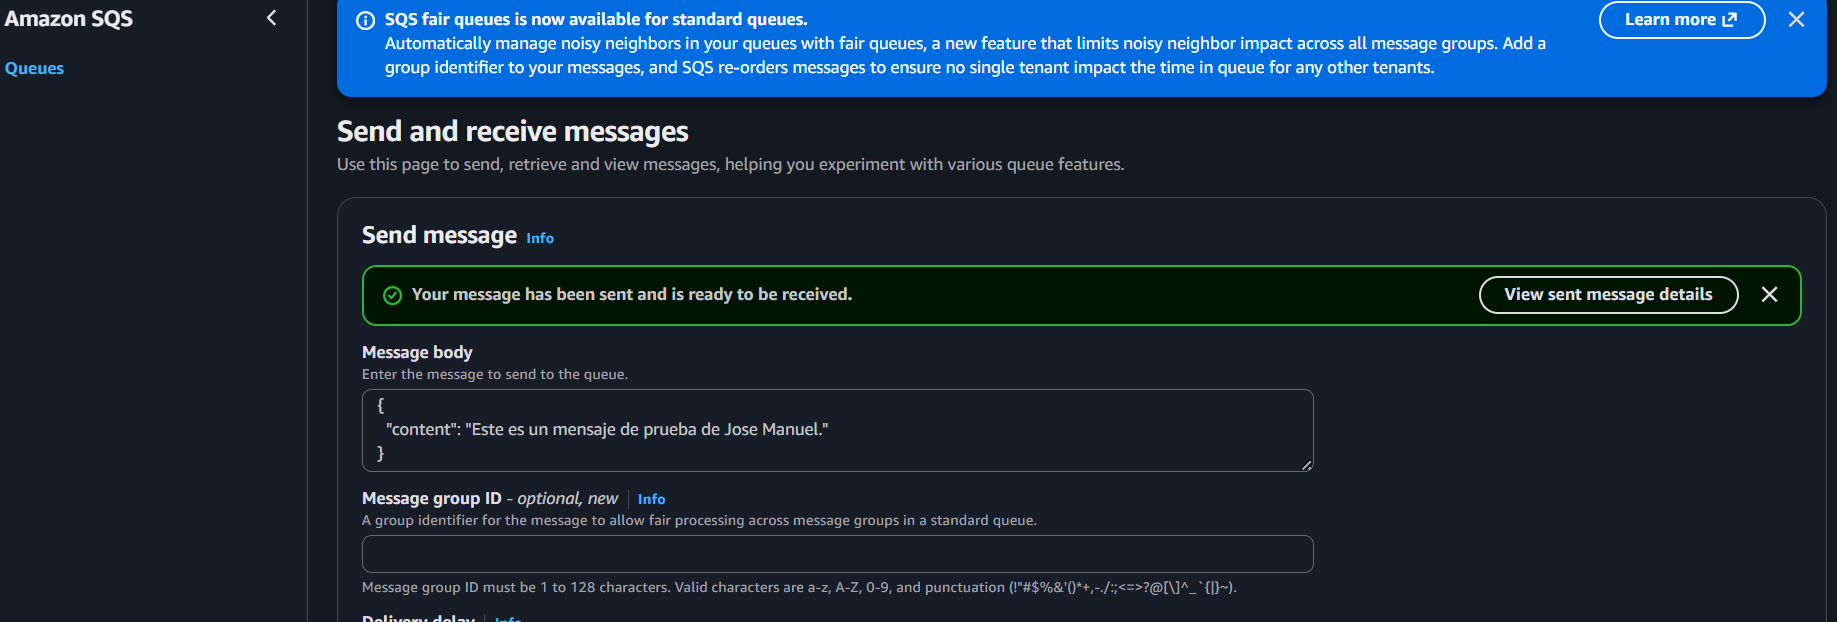 Amazon SQS
Queues
SQS fair queues is now available for standard queues.
Automatically manage noisy neighbors in your queues with fair queues, a new feature that limits noisy neighbor impact across all message groups. Add a
group identifier to your messages, and SQS re-orders messages to ensure no single tenant impact the time in queue for any other tenants.
Learn more
Send and receive messages
Use this page to send, retrieve and view messages, helping you experiment with various queue features.
Send message Info
Your message has been sent and is ready to be received.
View sent message details
Message body
Enter the message to send to the queue.
{
"content": "Este es un mensaje de prueba de Jose Manuel."
}
Message group ID - optional, new Info
A group identifier for the message to allow fair processing across message groups in a standard queue.
Message group ID must be 1 to 128 characters. Valid characters are a-z, A-Z, 0-9, and punctuation (!"#$%&'()*+,-./:;<=>?@[\]^_`{|}~).
Delivery delay Info